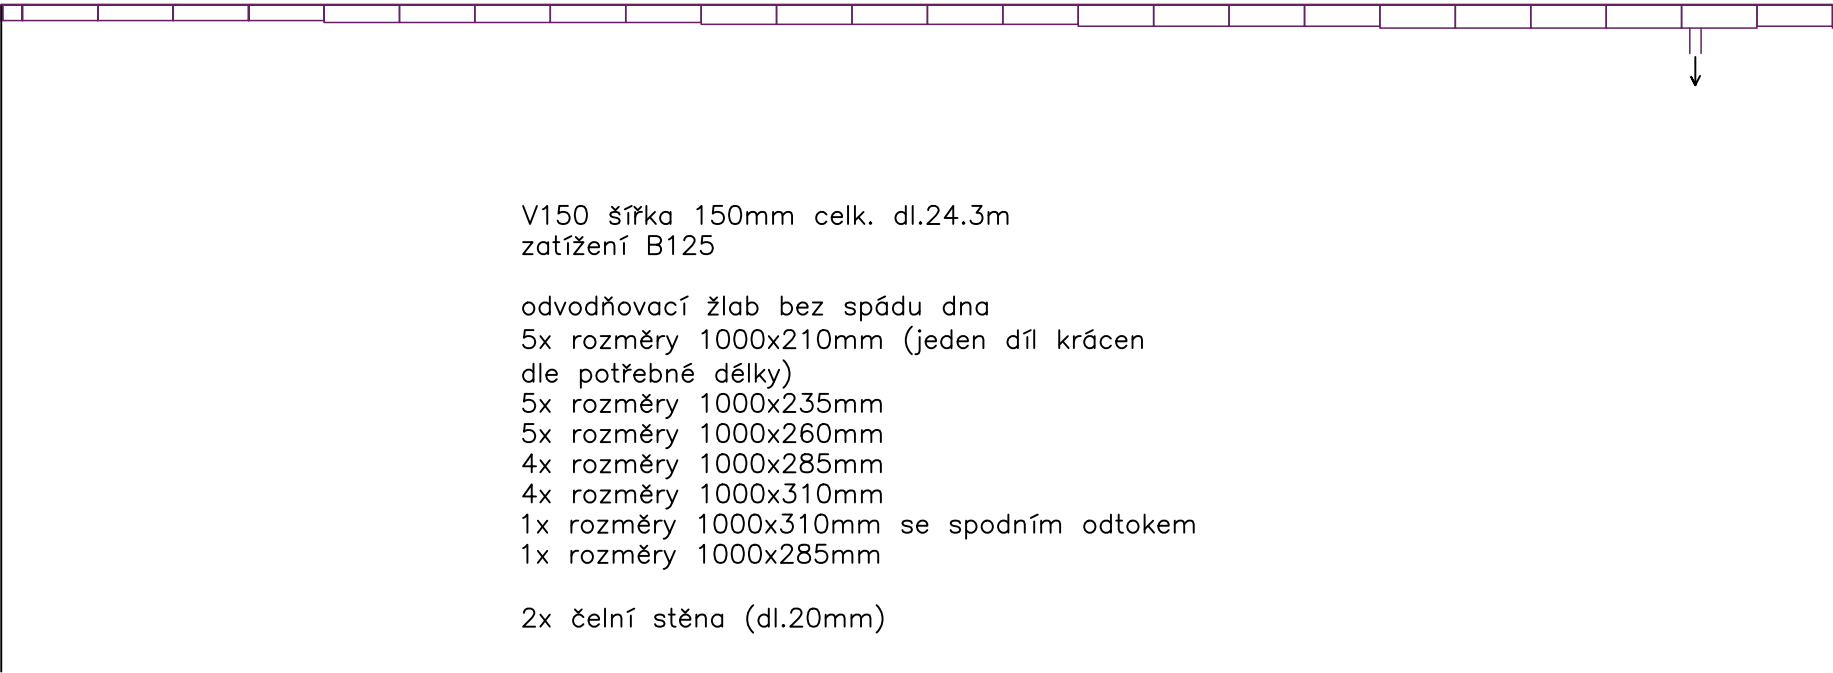 V150 šířka 150mm celk. dl.24.3m
zatížení B125
odvodňovací žlab bez spádu dna
5x rozměry 1000x210mm (jeden díl krácen
dle potřebné délky)
5x rozměry 1000x235mm
5x rozměry 1000x260mm
4x rozměry 1000x285mm
4x rozměry 1000x310mm
1x rozměry 1000x310mm se spodním odtokem
1x rozměry 1000x285mm
2x čelní stěna (dl.20mm)